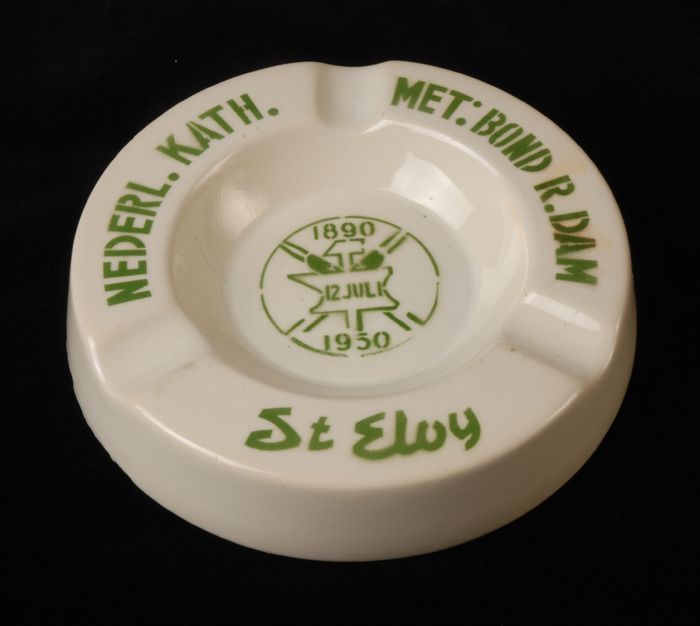 NEDERL. KATH.
MET: BOND R.DAM
1890
12 JULI
1950
St Eloy